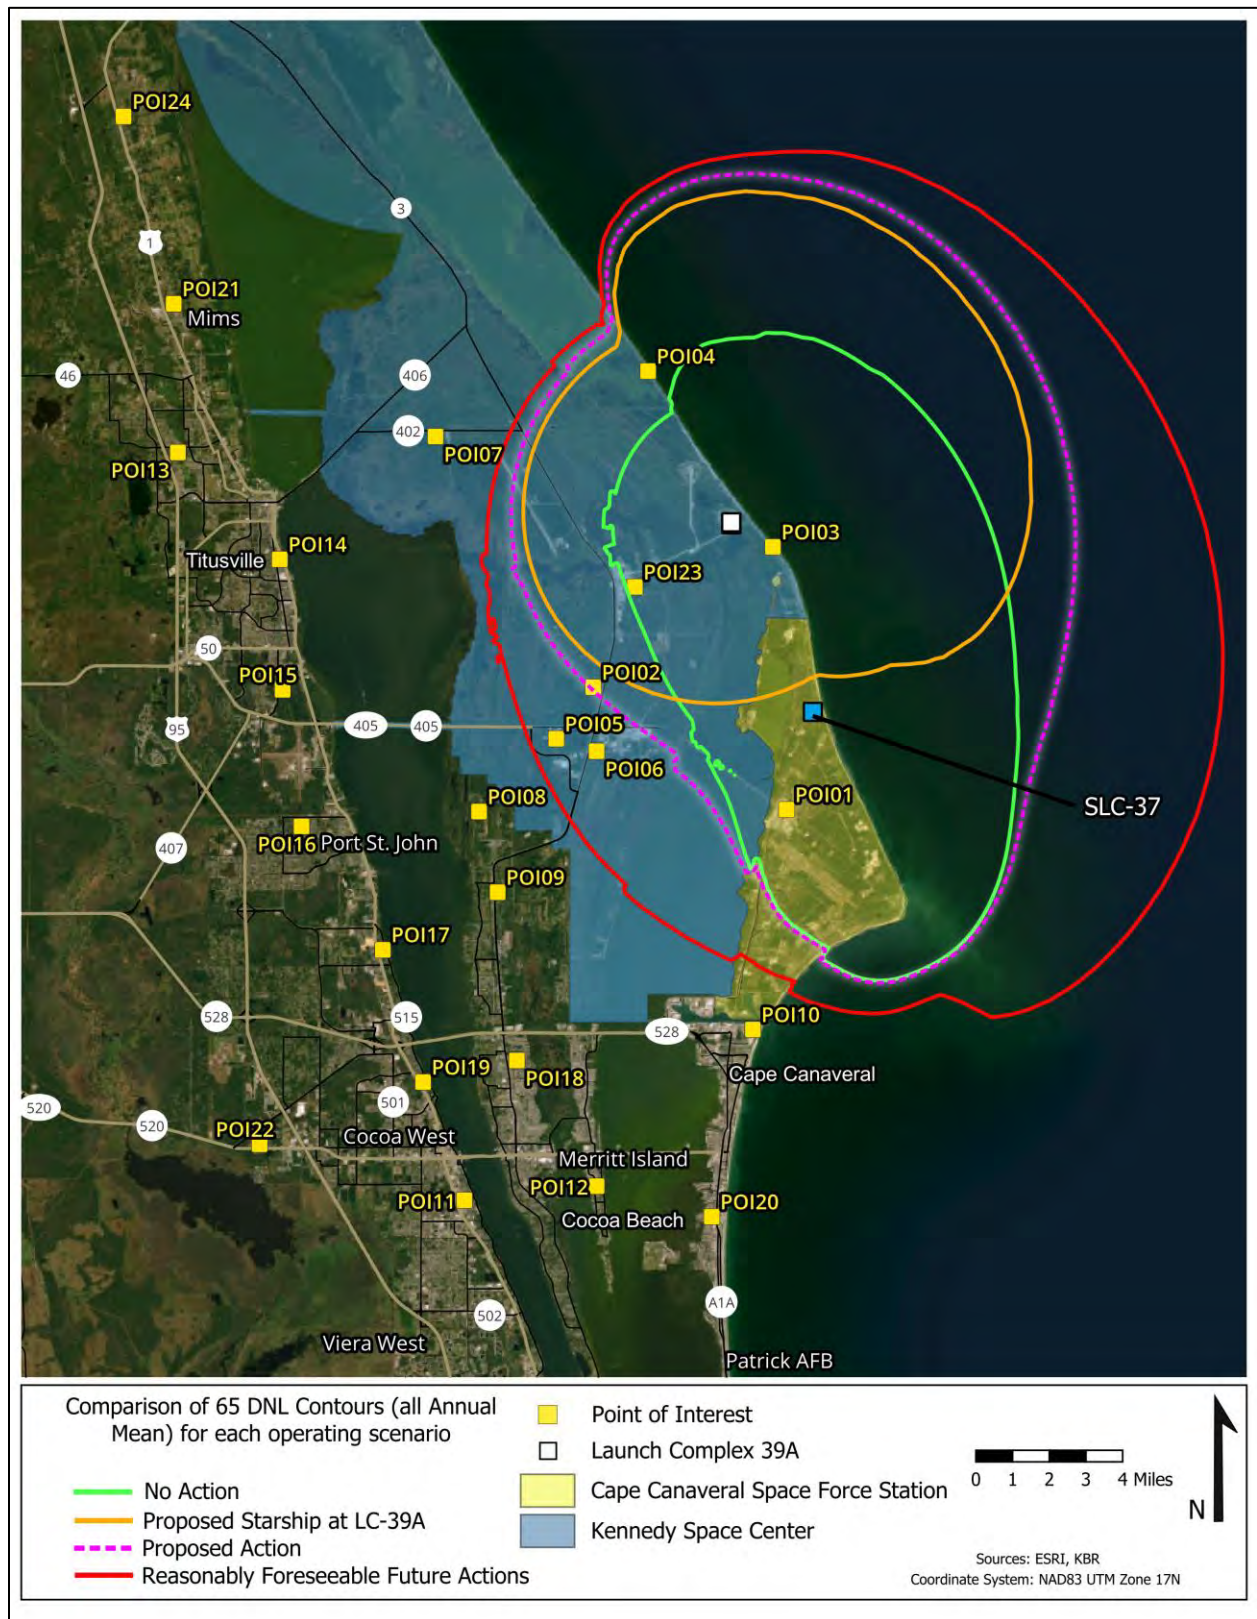 POI24
3
1
POI21
Mims
POI04
46
406
402
POI07
POI13
POI03
POI14
Titusville
POI23
50
POI02
POI15
95
405
405
POI05
POI06
POI08
POI01
SLC-37
407
POI16
Port St. John
POI09
POI17
528
515
528
POI10
POI18
Cape Canaveral
POI19
501
520
520
POI22
Cocoa West
Merritt Island
POI11
POI12
Cocoa Beach
POI20
A1A
502
Viera West
Patrick AFB
Comparison of 65 DNL Contours (all Annual
Mean) for each operating scenario
No Action
Proposed Starship at LC-39A
Proposed Action
Reasonably Foreseeable Future Actions
Point of Interest
Launch Complex 39A
Cape Canaveral Space Force Station
Kennedy Space Center
0 1 2 3 4 Miles
N
Sources: ESRI, KBR
Coordinate System: NAD83 UTM Zone 17N